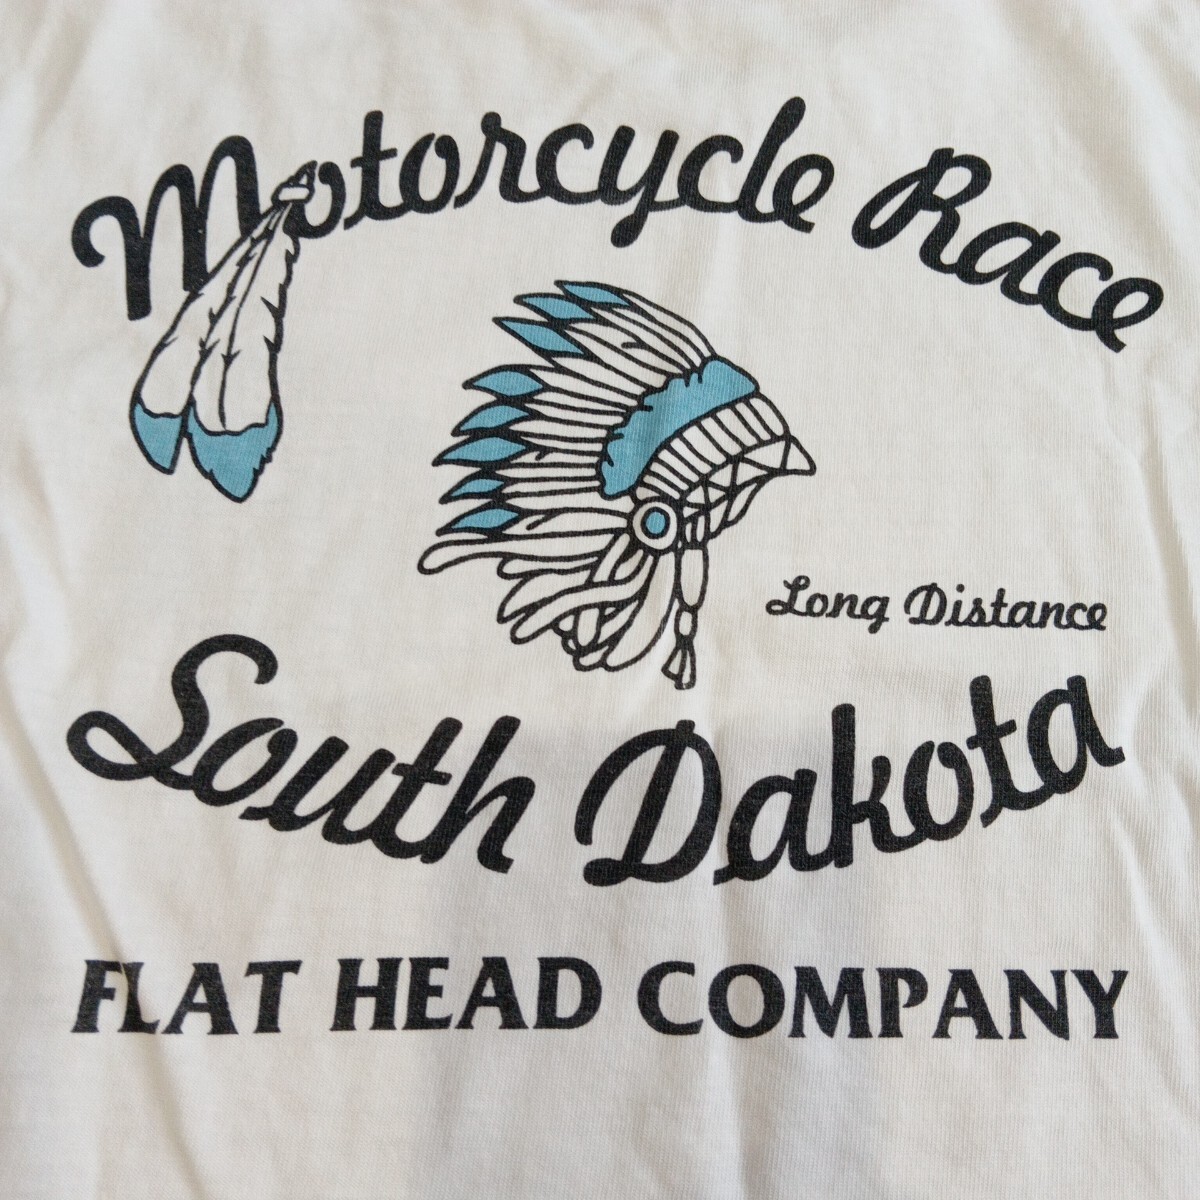 Motorcycle Race
Long Distance
South Dakota
FLAT HEAD COMPANY